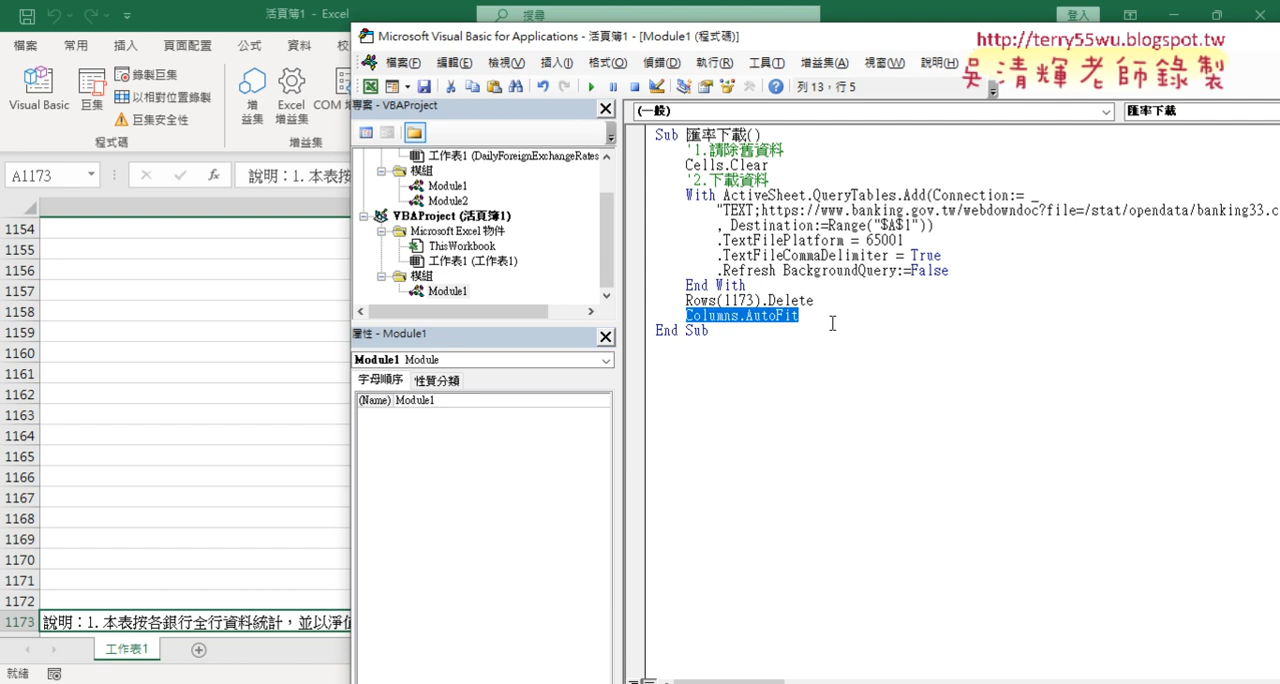 活頁簿1 - Excel
搜尋
登入
檔案 常用 插入 頁面配置 公式 資料 校
Visual Basic
巨集
錄製巨集
以相對位置錄製
巨集安全性
增益集
Excel 增益集
COM 增
程式碼
增益集
A1173
fx
說明：1. 本表按
1154
1155
1156
1157
1158
1159
1160
1161
1162
1163
1164
1165
1166
1167
1168
1169
1170
1171
1172
1173 說明：1. 本表按各銀行全行資料統計，並以淨值
工作表1
就緒
Microsoft Visual Basic for Applications - 活頁簿1 - [Module1 (程式碼)]
http://terry55wu.blogspot.tw
吳清輝老師錄製
檔案(F) 編輯(E) 檢視(V) 插入(I) 格式(O) 偵錯(D) 執行(R) 工具(T) 增益集(A) 視窗(W) 說明(H)
列 13，行 5
專案 - VBAProject
工作表1 (DailyForeignExchangeRates
模組
Module1
Module2
VBAProject (活頁簿1)
Microsoft Excel 物件
ThisWorkbook
工作表1 (工作表1)
模組
Module1
屬性 - Module1
Module1 Module
字母順序 性質分類
(Name) Module1
(一般)
匯率下載
Sub 匯率下載()
'1.請除舊資料
Cells.Clear
'2.下載資料
With ActiveSheet.QueryTables.Add(Connection:= _
"TEXT;https://www.banking.gov.tw/webdowndoc?file=/stat/opendata/banking33.c
, Destination:=Range("$A$1"))
.TextFilePlatform = 65001
.TextFileCommaDelimiter = True
.Refresh BackgroundQuery:=False
End With
Rows(1173).Delete
Columns.AutoFit
End Sub